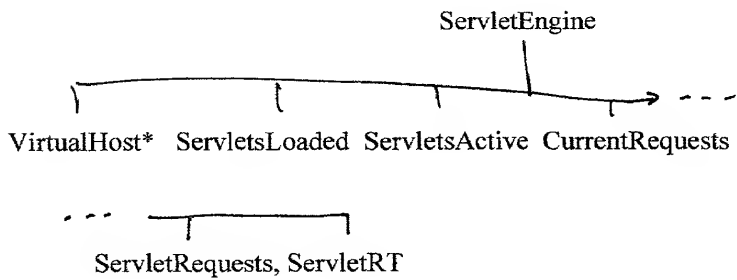 ServletEngine
VirtualHost* ServletsLoaded ServletsActive CurrentRequests
ServletRequests, ServletRT